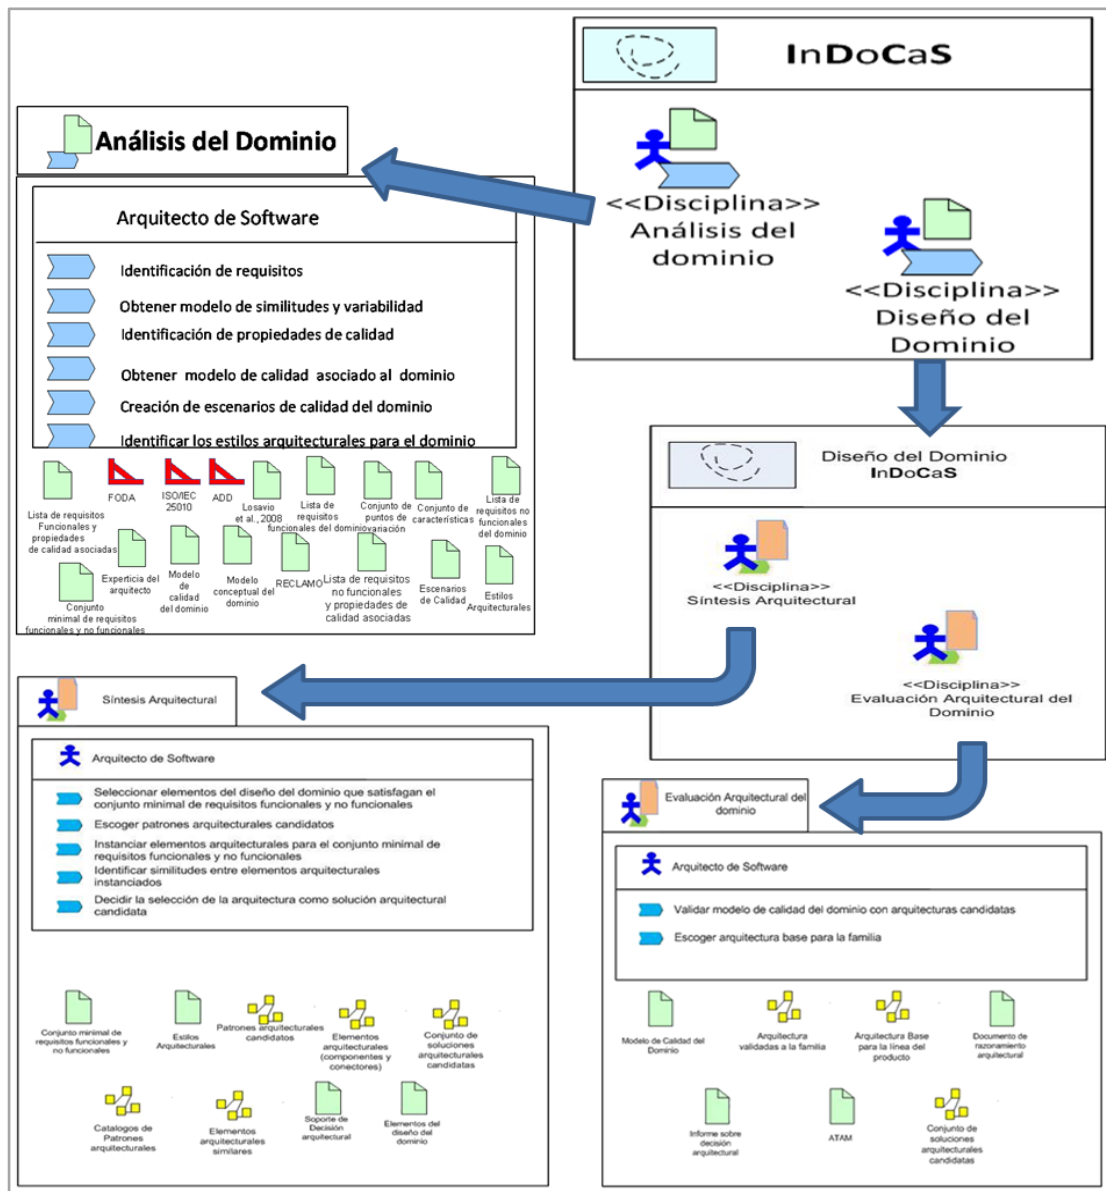 InDoCaS
<<Disciplina>>
Análisis del
dominio
<<Disciplina>>
Diseño del
Dominio
Análisis del Dominio
Arquitecto de Software
Identificación de requisitos
Obtener modelo de similitudes y variabilidad
Identificación de propiedades de calidad
Obtener modelo de calidad asociado al dominio
Creación de escenarios de calidad del dominio
Identificar los estilos arquitecturales para el dominio
Lista de requisitos
Funcionales y
propiedades
de calidad asociadas
FODA
ISO/IEC
25010
ADD
Losavio
et al., 2008
Lista de
requisitos
funcionales del dominio
Conjunto de
puntos de
variación
Conjunto de
características
Lista de
requisitos no
funcionales
del dominio
Conjunto
minimal de requisitos
funcionales y no funcionales
Experticia del
arquitecto
Modelo
de
calidad
del dominio
Modelo
conceptual del
dominio
RECLAMO
Lista de requisitos
no funcionales
y propiedades de
calidad asociadas
Escenarios
de Calidad
Estilos
Arquitecturales
Diseño del Dominio
InDoCaS
<<Disciplina>>
Síntesis Arquitectural
<<Disciplina>>
Evaluación Arquitectural del
Dominio
Síntesis Arquitectural
Arquitecto de Software
Seleccionar elementos del diseño del dominio que satisfagan el
conjunto minimal de requisitos funcionales y no funcionales
Escoger patrones arquitecturales candidatos
Instanciar elementos arquitecturales para el conjunto minimal de
requisitos funcionales y no funcionales
Identificar similitudes entre elementos arquitecturales
instanciados
Decidir la selección de la arquitectura como solución arquitectural
candidata
Conjunto minimal de
requisitos funcionales y
no funcionales
Estilos
Arquitecturales
Patrones arquitecturales
candidatos
Elementos
arquitecturales
(componentes y
conectores)
Conjunto de
soluciones
arquitecturales
candidatas
Catalogos de
Patrones
arquitecturales
Elementos
arquitecturales
similares
Soporte de
Decisión
arquitectural
Elementos del
diseño del
dominio
Evaluación Arquitectural del
dominio
Arquitecto de Software
Validar modelo de calidad del dominio con arquitecturas candidatas
Escoger arquitectura base para la familia
Modelo de Calidad del
Dominio
Arquitectura
validadas a la familia
Arquitectura Base
para la línea del
producto
Documento de
razonamiento
arquitectural
Informe sobre
decisión
arquitectural
ATAM
Conjunto de
soluciones
arquitecturales
candidatas